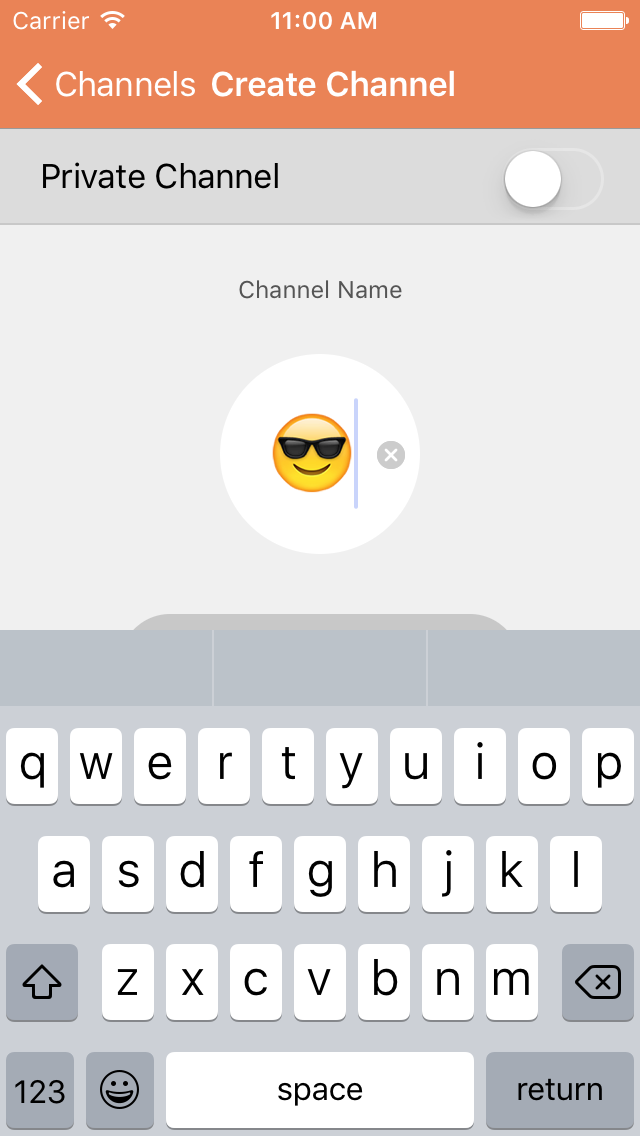 Carrier 11:00 AM
Channels Create Channel
Private Channel
Channel Name
😎
q w e r t y u i o p
a s d f g h j k l
z x c v b n m
123 space return